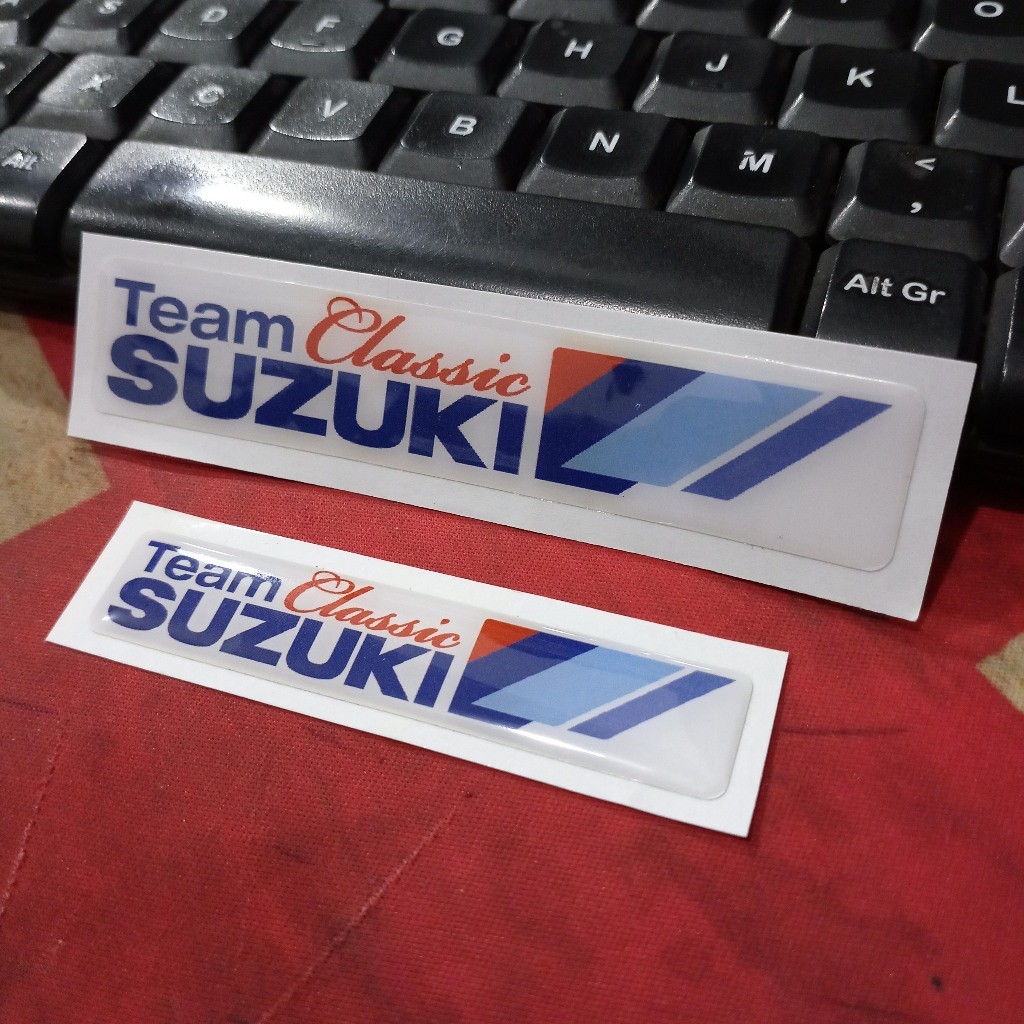 A S D F G H J K L O
X C V B N M < ,
Alt Alt Gr
Team Classic
SUZUKI
Team Classic
SUZUKI